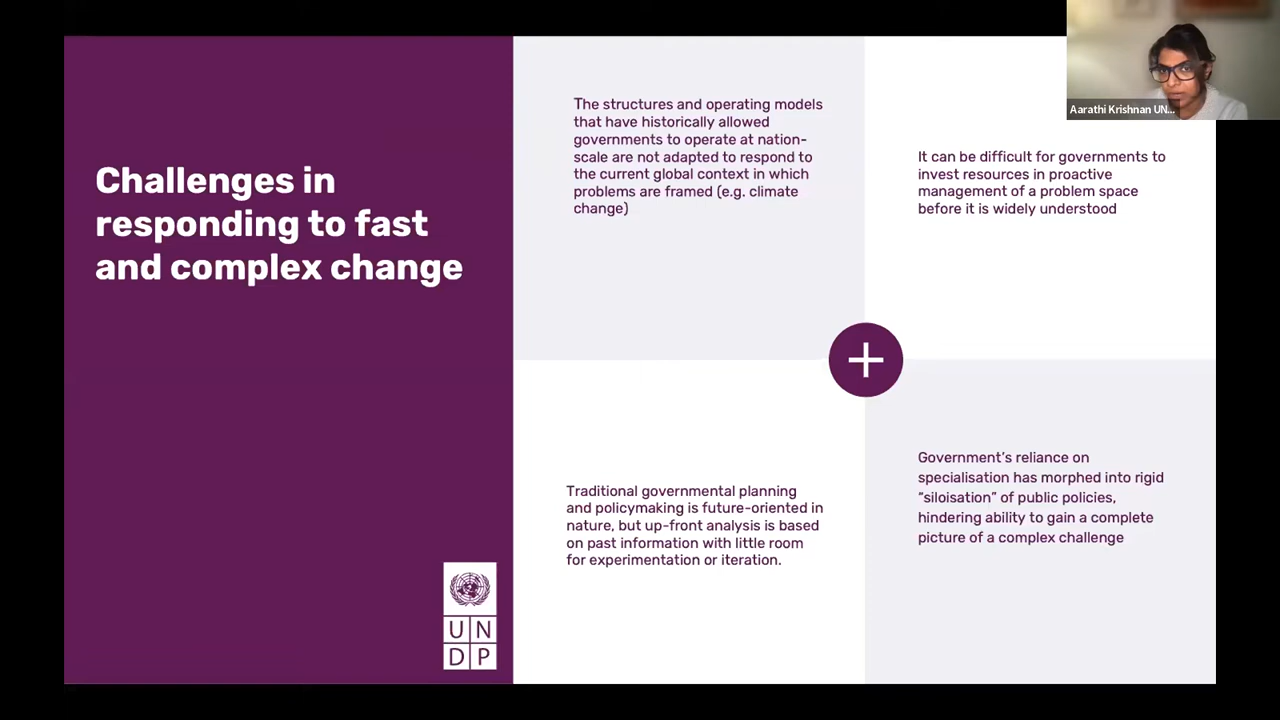 Challenges in
responding to fast
and complex change
The structures and operating models
that have historically allowed
governments to operate at nation-
scale are not adapted to respond to
the current global context in which
problems are framed (e.g. climate
change)
It can be difficult for governments to
invest resources in proactive
management of a problem space
before it is widely understood
Traditional governmental planning
and policymaking is future-oriented in
nature, but up-front analysis is based
on past information with little room
for experimentation or iteration.
Government's reliance on
specialisation has morphed into rigid
“siloisation” of public policies,
hindering ability to gain a complete
picture of a complex challenge
U N
D P
Aarathi Krishnan UN...